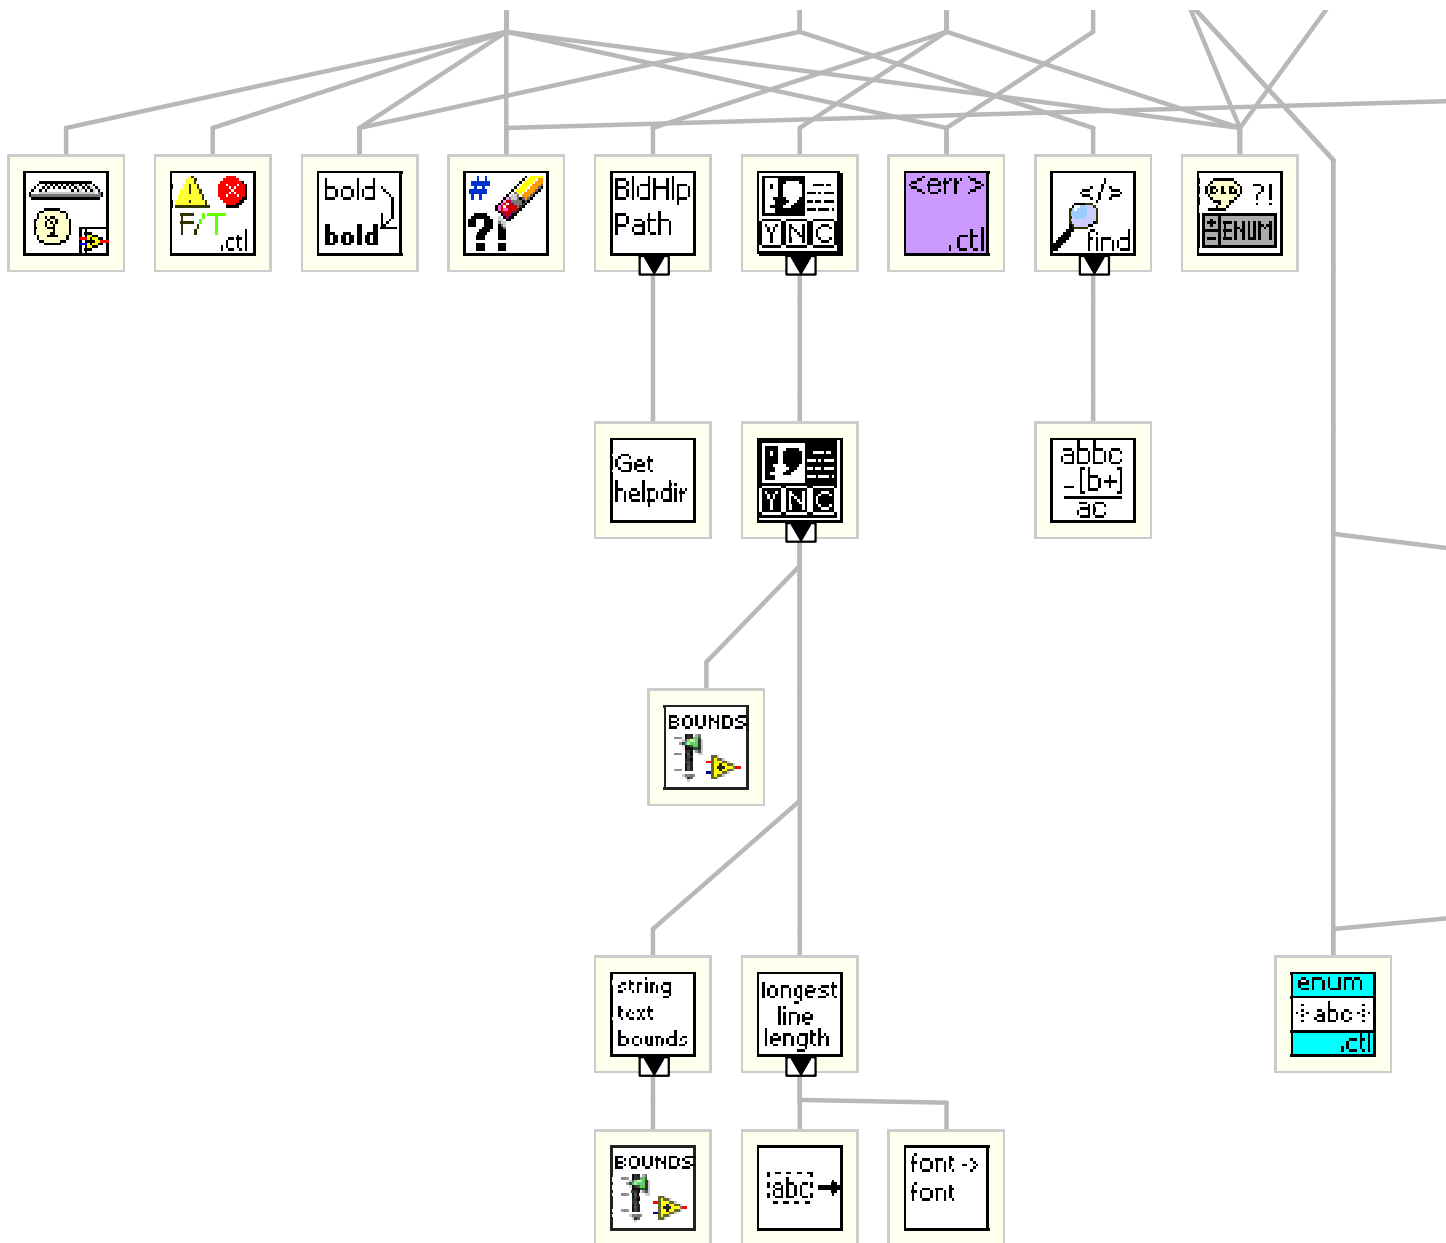 F/T
.ctl
bold
bold
#
?!
BldHlp
Path
Y N C
<err>
.ctl
</>
find
?!
ENUM
Get
helpdir
Y N C
abbc
-[b+]
ac
BOUNDS
string
text
bounds
longest
line
length
enum
abc
.ctl
BOUNDS
abc
font ->
font